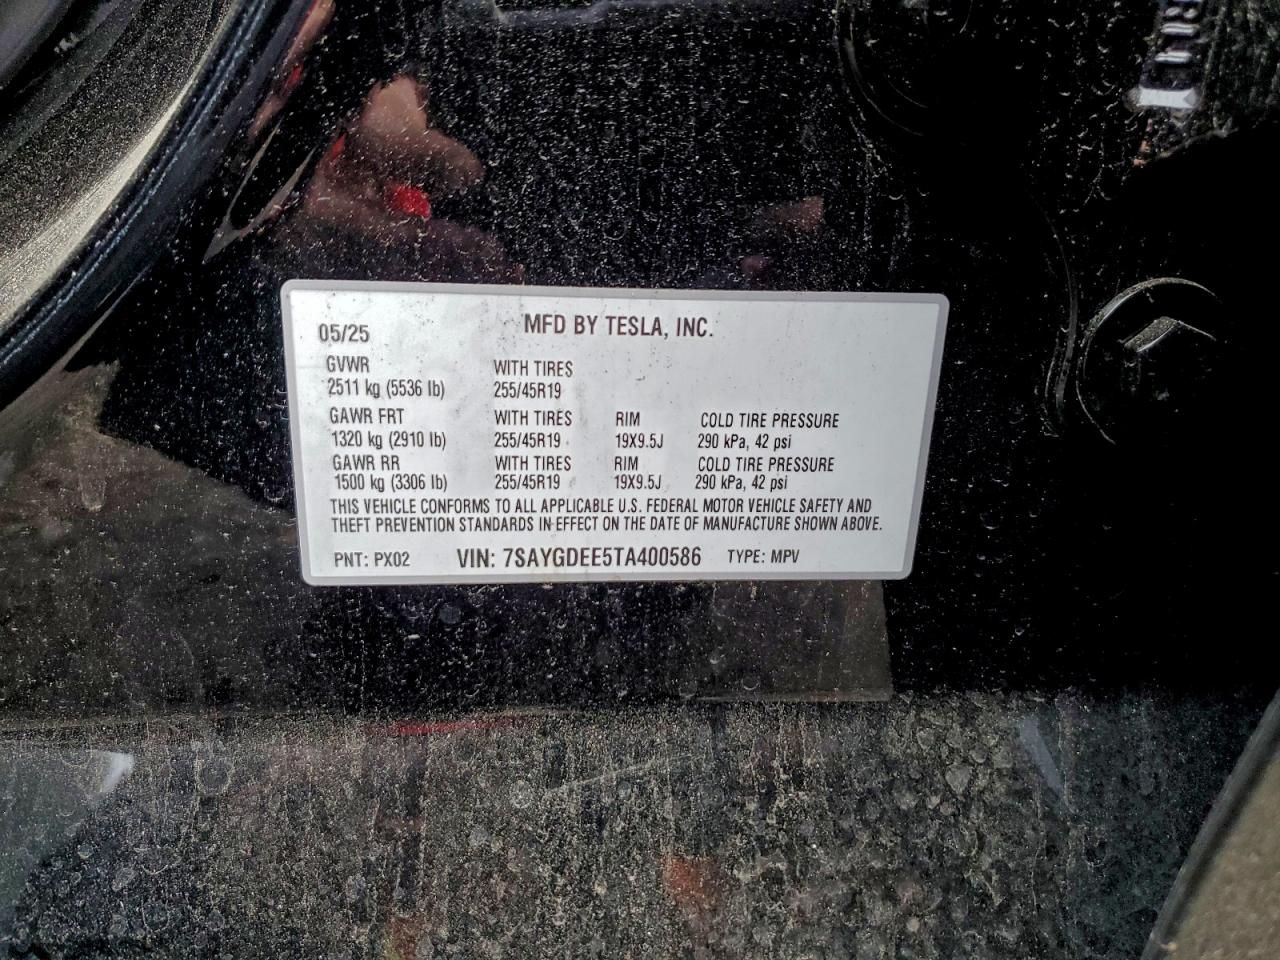 05/25 MFD BY TESLA, INC.
GVWR WITH TIRES
2511 kg (5536 lb) 255/45R19
GAWR FRT WITH TIRES RIM COLD TIRE PRESSURE
1320 kg (2910 lb) 255/45R19 19X9.5J 290 kPa, 42 psi
GAWR RR WITH TIRES RIM COLD TIRE PRESSURE
1500 kg (3306 lb) 255/45R19 19X9.5J 290 kPa, 42 psi
THIS VEHICLE CONFORMS TO ALL APPLICABLE U.S. FEDERAL MOTOR VEHICLE SAFETY AND
THEFT PREVENTION STANDARDS IN EFFECT ON THE DATE OF MANUFACTURE SHOWN ABOVE.
PNT: PX02 VIN: 7SAYGDEE5TA400586 TYPE: MPV